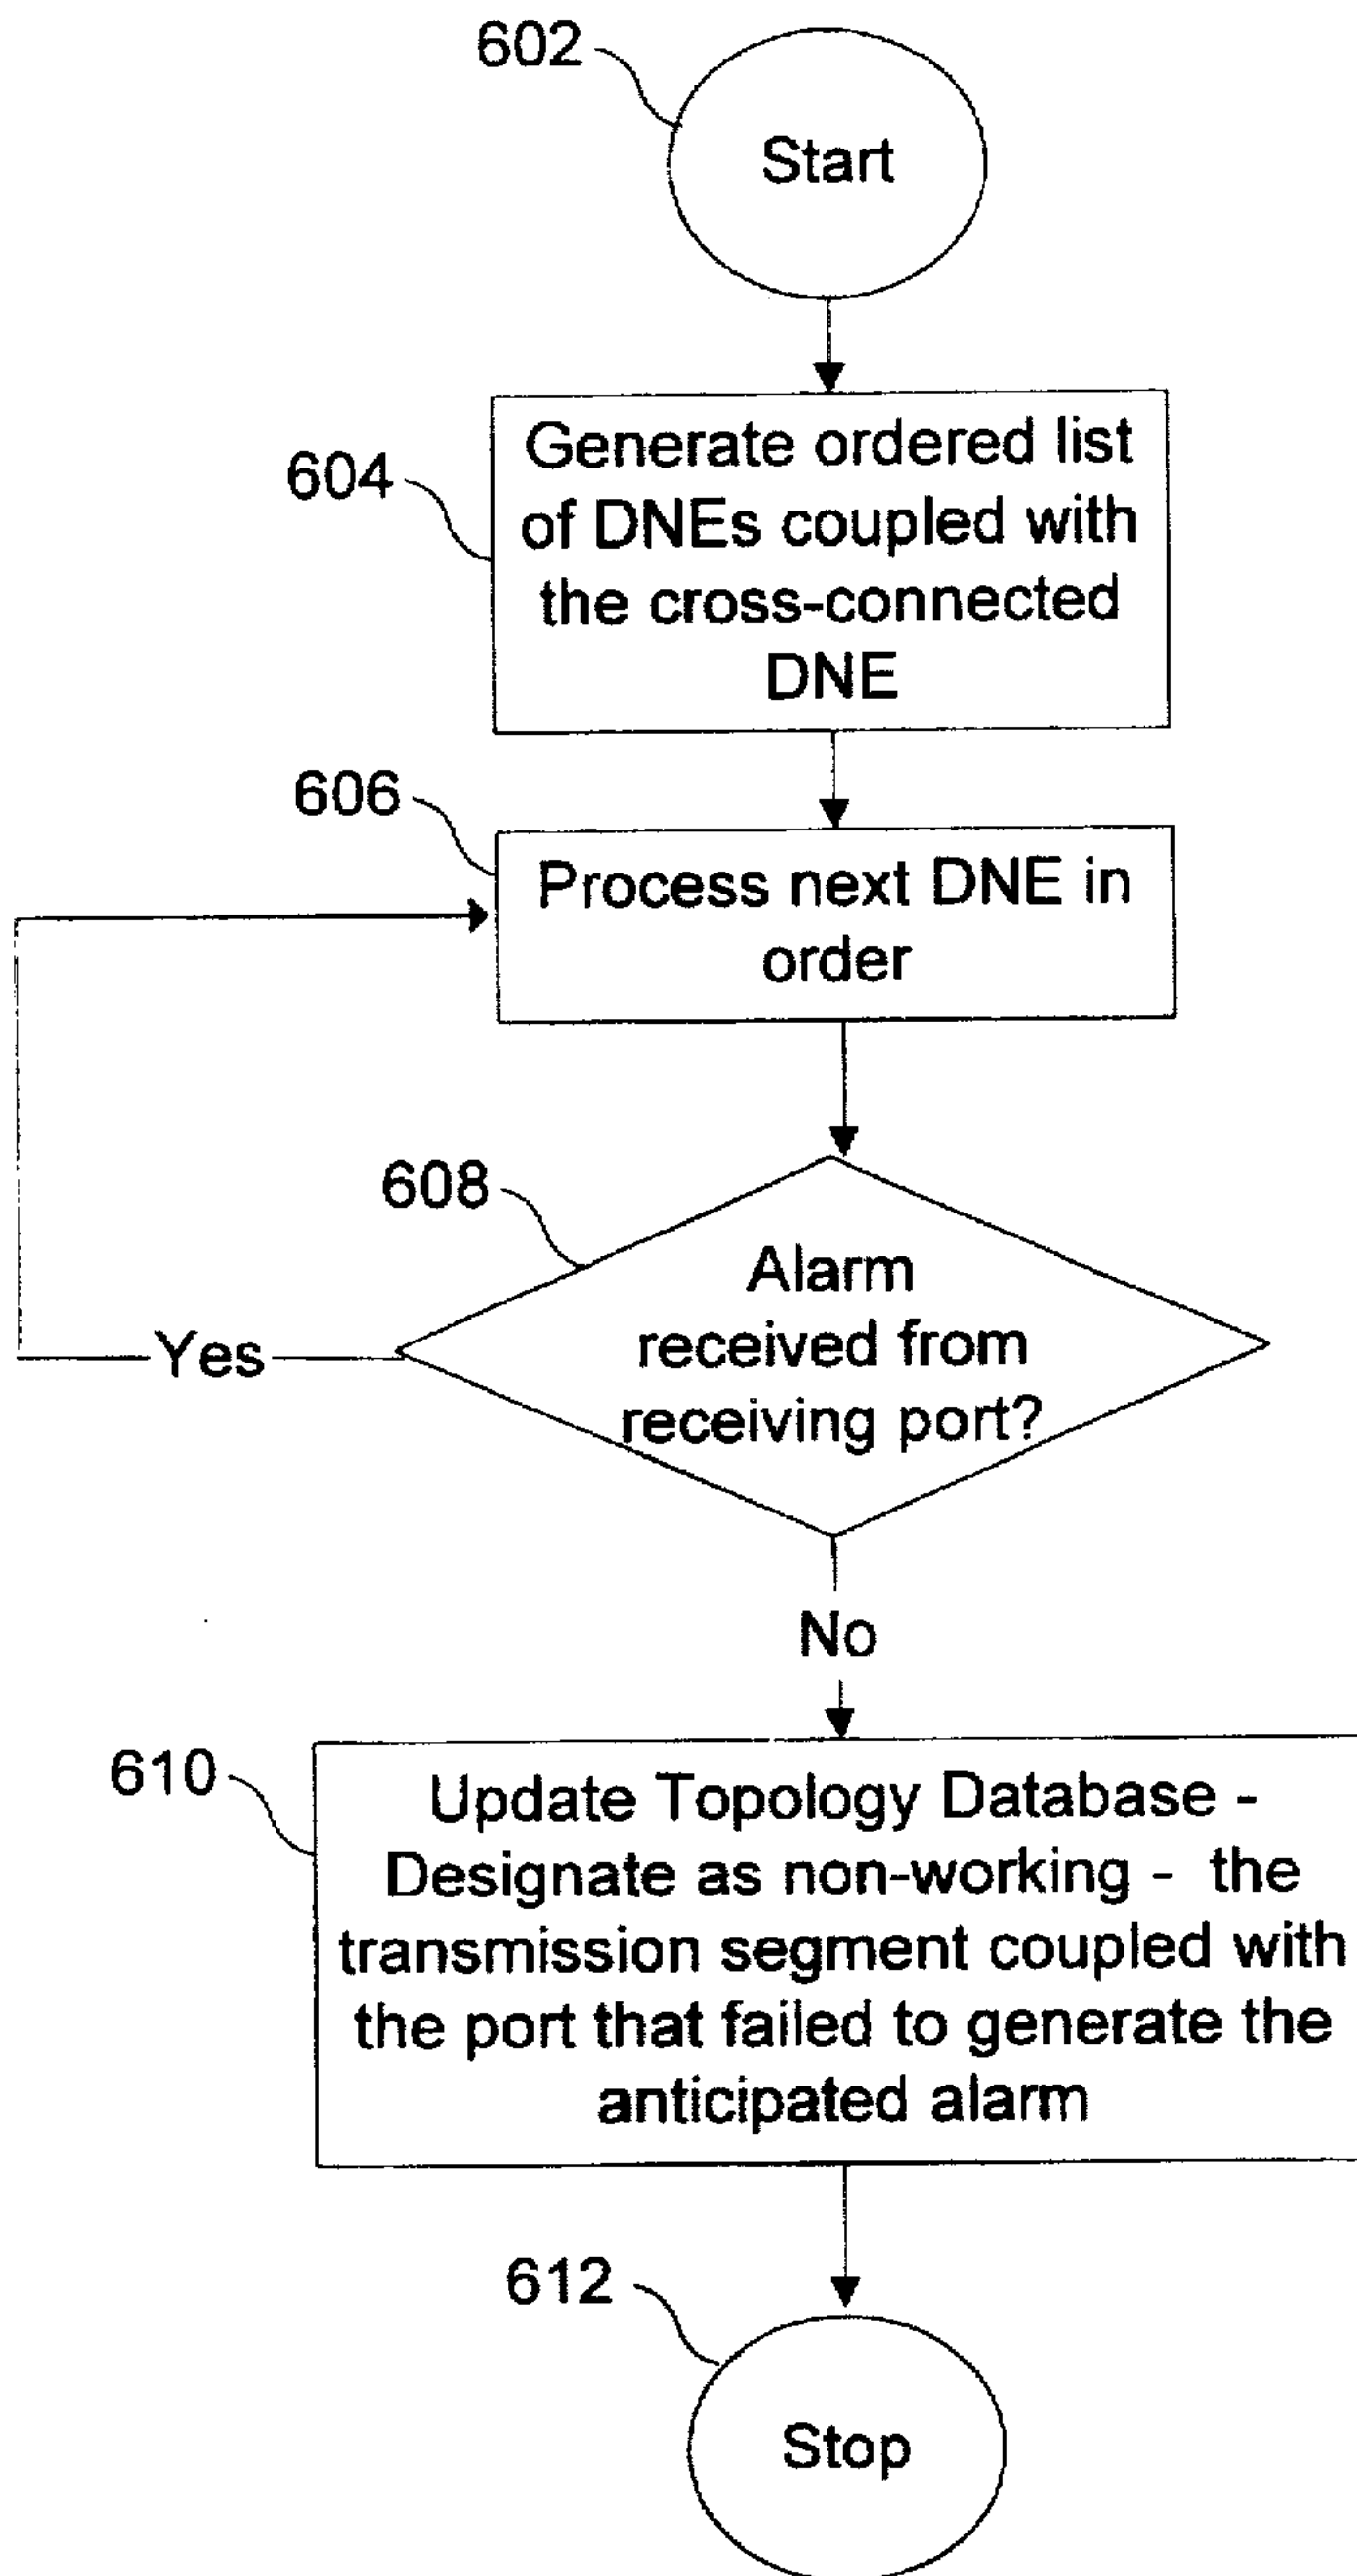 602
Start
604
Generate ordered list
of DNEs coupled with
the cross-connected
DNE
606
Process next DNE in
order
608
Alarm
received from
receiving port?
Yes
No
610
Update Topology Database -
Designate as non-working - the
transmission segment coupled with
the port that failed to generate the
anticipated alarm
612
Stop